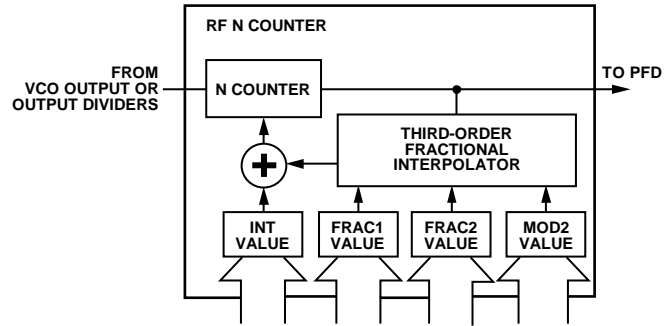 RF N COUNTER
FROM
VCO OUTPUT OR
OUTPUT DIVIDERS
N COUNTER
TO PFD
THIRD-ORDER
FRACTIONAL
INTERPOLATOR
+
INT
VALUE
FRAC1
VALUE
FRAC2
VALUE
MOD2
VALUE